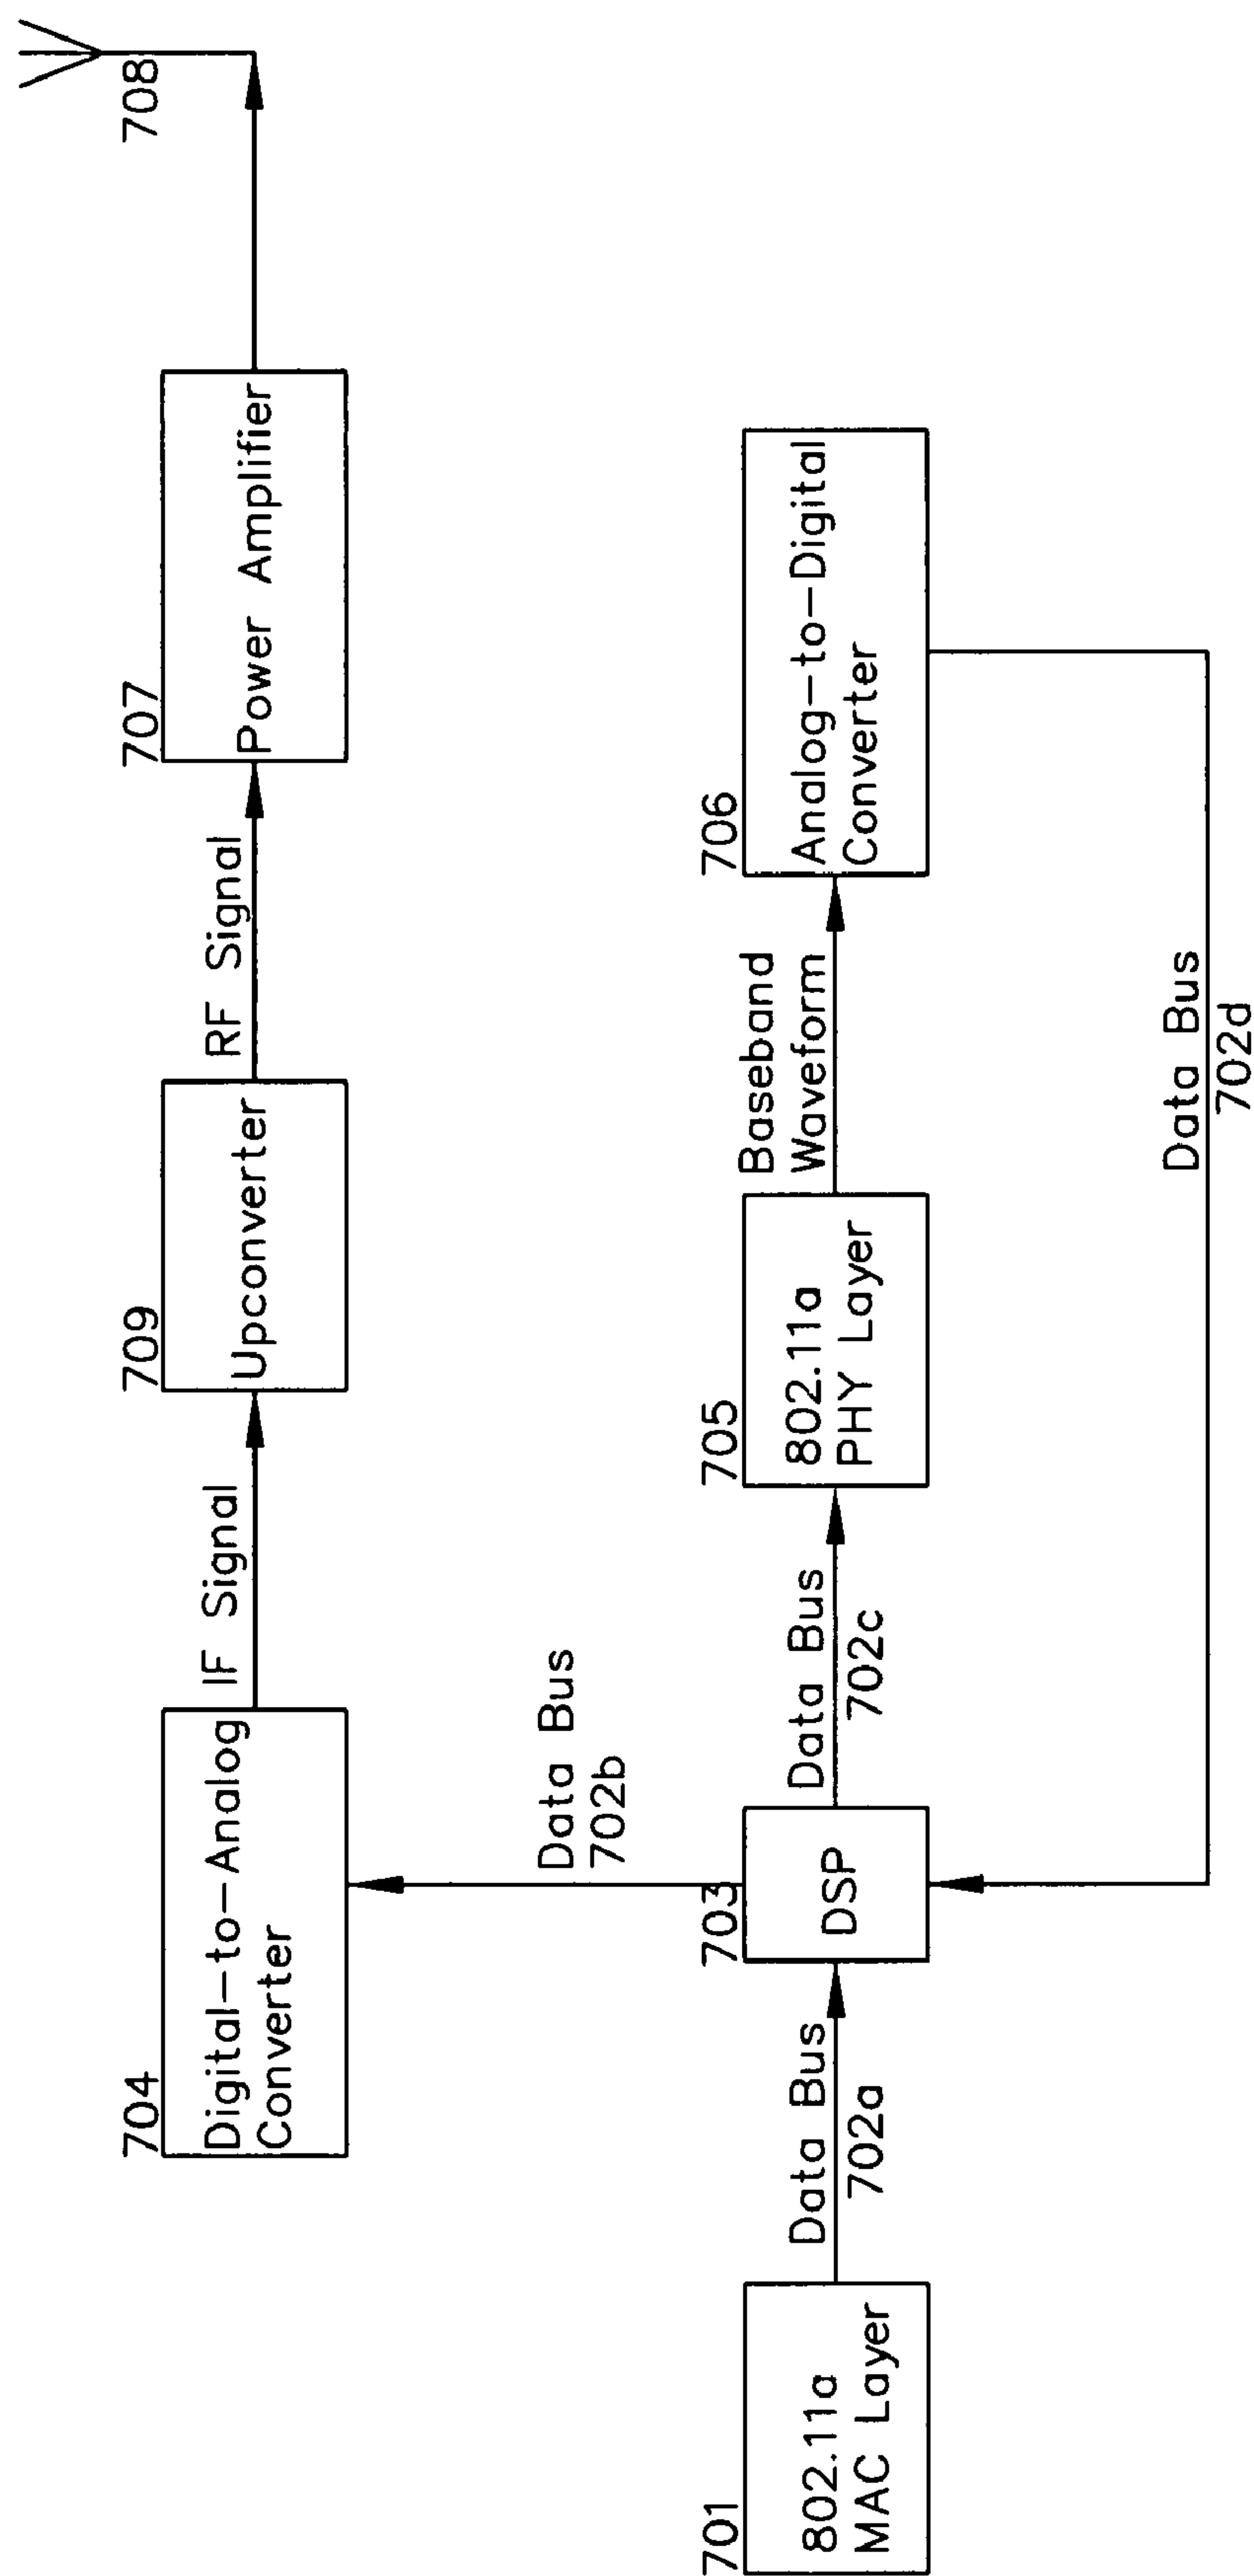 704
Digital-to-Analog
Converter
IF Signal
709
Upconverter
RF Signal
707
Power Amplifier
708
Data Bus
702b
701
802.11a
MAC Layer
Data Bus
702a
703
DSP
Data Bus
702c
705
802.11a
PHY Layer
Baseband
Waveform
706
Analog-to-Digital
Converter
Data Bus
702d